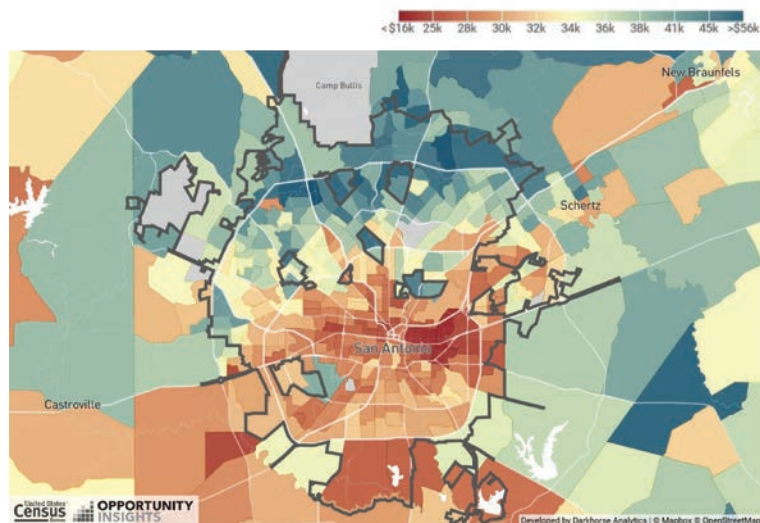 <$16k 25k 28k 30k 32k 34k 36k 38k 41k 45k >$56k
Camp Bullis
New Braunfels
Schertz
San Antonio
Castroville
United States®
Census
Bureau
OPPORTUNITY
INSIGHTS
Developed by Darkhorse Analytics | © Mapbox © OpenStreetMap